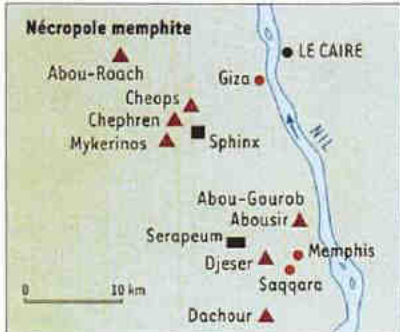 Nécropole memphite
LE CAIRE
Abou-Roach
Giza
Cheops
Chephren
Sphinx
Mykerinos
NIL
Abou-Gourob
Abousir
Serapeum
Memphis
Djeser
Saqqara
0 10 km
Dachour